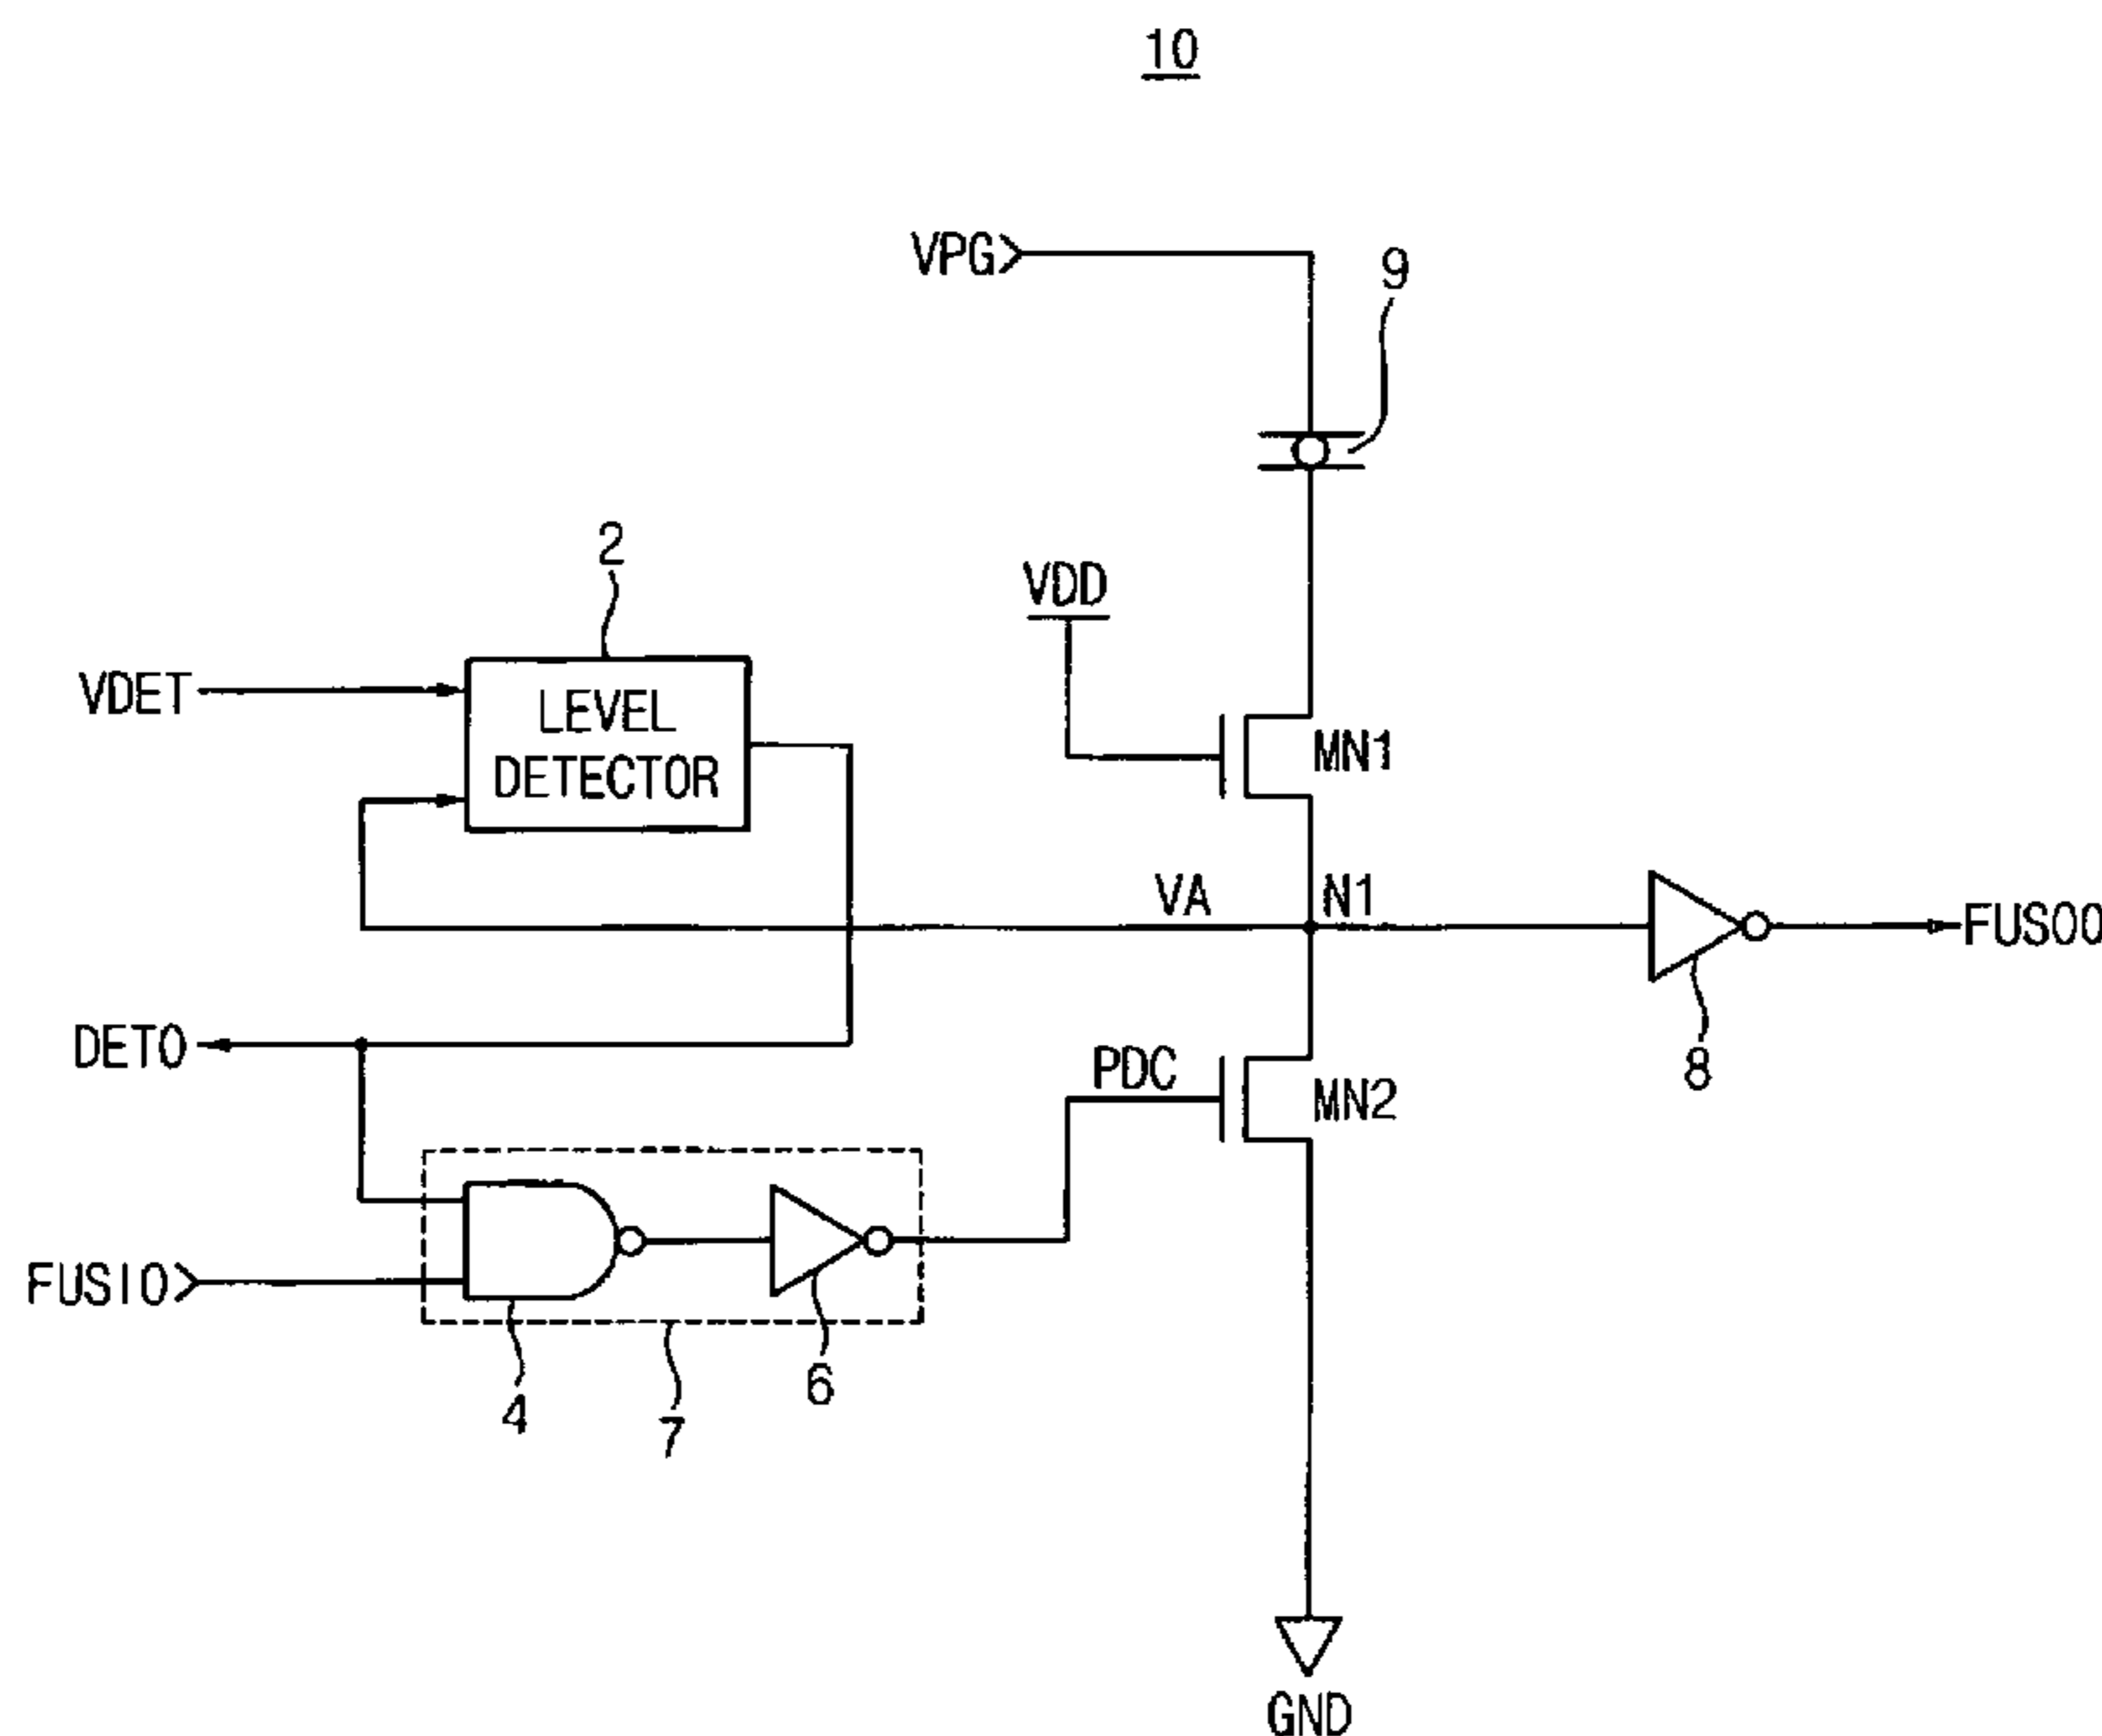 10
VPG
9
2
VDD
VDET
LEVEL
DETECTOR
MN1
VA
N1
FUSO0
DETO
PDC
MN2
8
FUSI0
4
7
6
GND